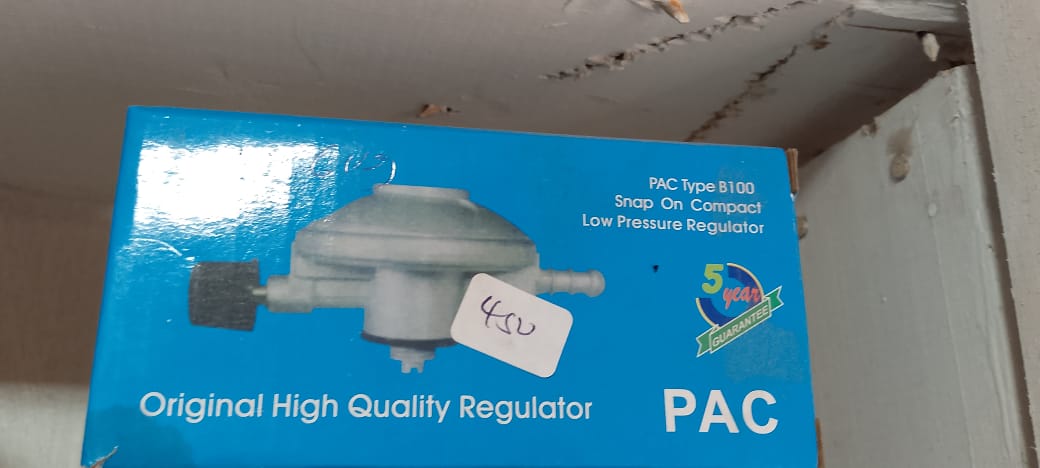 PAC Type B100
Snap On Compact
Low Pressure Regulator
5 year
GUARANTEE
450
Original High Quality Regulator
PAC